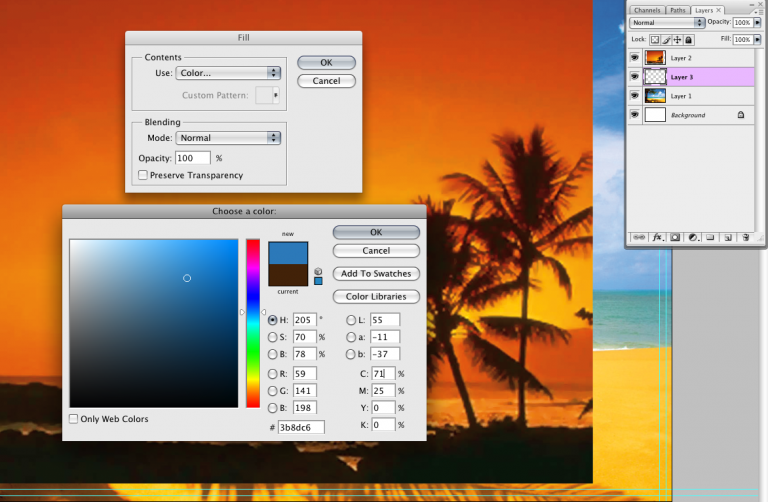 Fill
Contents
Use: Color...
Custom Pattern:
OK
Cancel
Blending
Mode: Normal
Opacity: 100 %
Preserve Transparency
Choose a color:
new
current
OK
Cancel
Add To Swatches
Color Libraries
H: 205 °
S: 70 %
B: 78 %
R: 59
G: 141
B: 198
# 3b8dc6
L: 55
a: -11
b: -37
C: 71 %
M: 25 %
Y: 0 %
K: 0 %
Only Web Colors
Channels Paths Layers ×
Normal Opacity: 100%
Lock: Fill: 100%
Layer 2
Layer 3
Layer 1
Background